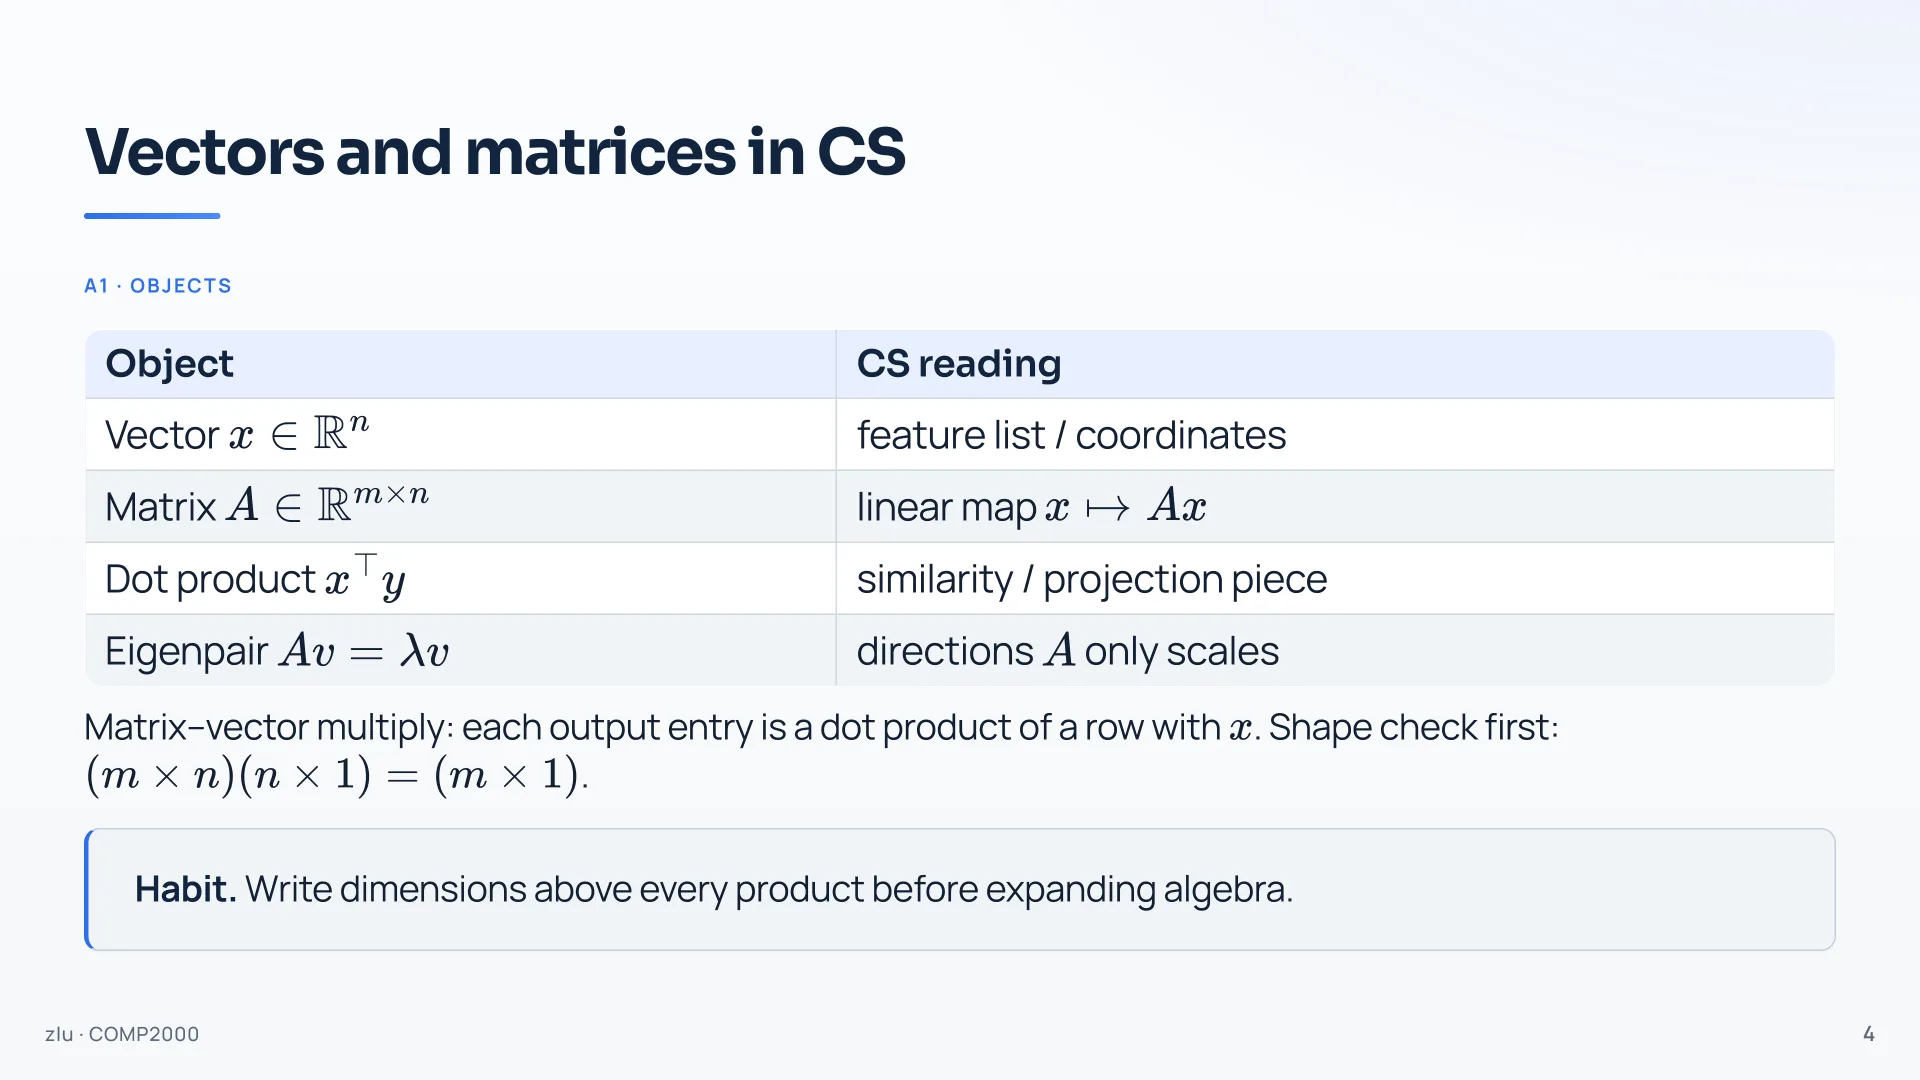 Vectors and matrices in CS
A1 · OBJECTS
Object CS reading
Vector x ∈ ℝⁿ feature list / coordinates
Matrix A ∈ ℝᵐˣⁿ linear map x ↦ Ax
Dot product x⊤y similarity / projection piece
Eigenpair Av = λv directions A only scales
Matrix–vector multiply: each output entry is a dot product of a row with x. Shape check first:
(m × n)(n × 1) = (m × 1).
Habit. Write dimensions above every product before expanding algebra.
zlu · COMP2000
4